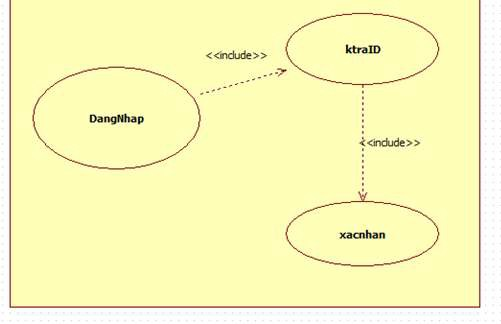 <<include>>
ktraID
DangNhap
<<include>>
xacnhan